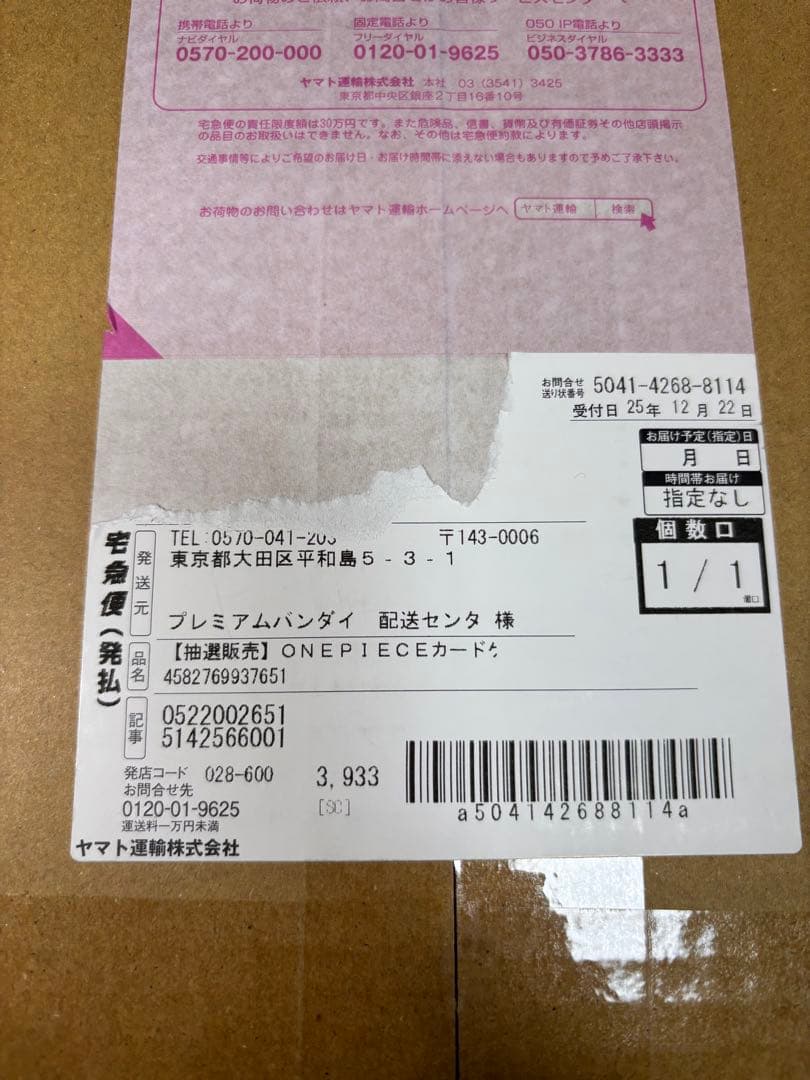 携帯電話より
ナビダイヤル
0570-200-000
固定電話より
フリーダイヤル
0120-01-9625
050 IP電話より
ビジネスダイヤル
050-3786-3333
ヤマト運輸株式会社 本社 03(3541)3425
東京都中央区銀座2丁目16番10号
宅急便の責任限度額は30万円です。また危険品、信書、貨幣及び有価証券その他店頭掲示
の品目のお取扱いはできません。なお、その他は宅急便約款によります。
交通事情等によりご希望のお届け日・お届け時間帯に添えない場合もありますので予めご了承下さい。
お荷物のお問い合わせはヤマト運輸ホームページへ ヤマト運輸 検索
お問合せ
送り状番号 5041-4268-8114
受付日 25年 12月 22日
お届け予定(指定)日
月 日
時間帯お届け
指定なし
個数口
1/1
個口
宅急便(発払)
発送元
TEL:0570-041-20 〒143-0006
東京都大田区平和島5-3-1
プレミアムバンダイ 配送センタ 様
品名
【抽選販売】ONEPIECEカード
4582769937651
記事
0522002651
5142566001
発店コード 028-600 3,933
お問合せ先 [SC]
0120-01-9625
運送料一万円未満
ヤマト運輸株式会社
a504142688114a